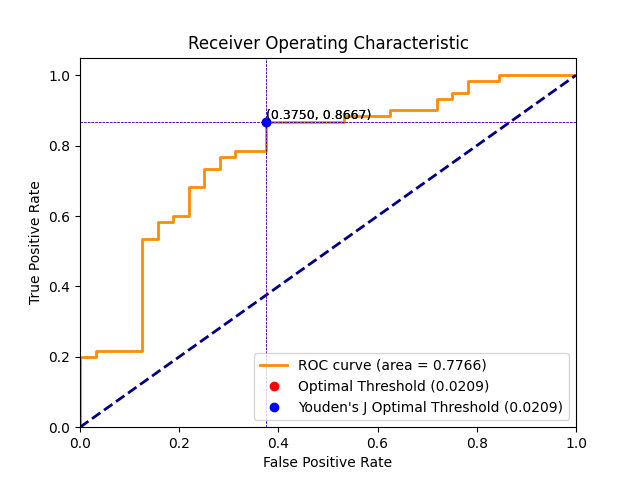 Receiver Operating Characteristic
1.0
0.8
0.6
0.4
0.2
0.0
True Positive Rate
(0.3750, 0.8667)
ROC curve (area = 0.7766)
Optimal Threshold (0.0209)
Youden's J Optimal Threshold (0.0209)
0.0 0.2 0.4 0.6 0.8 1.0
False Positive Rate